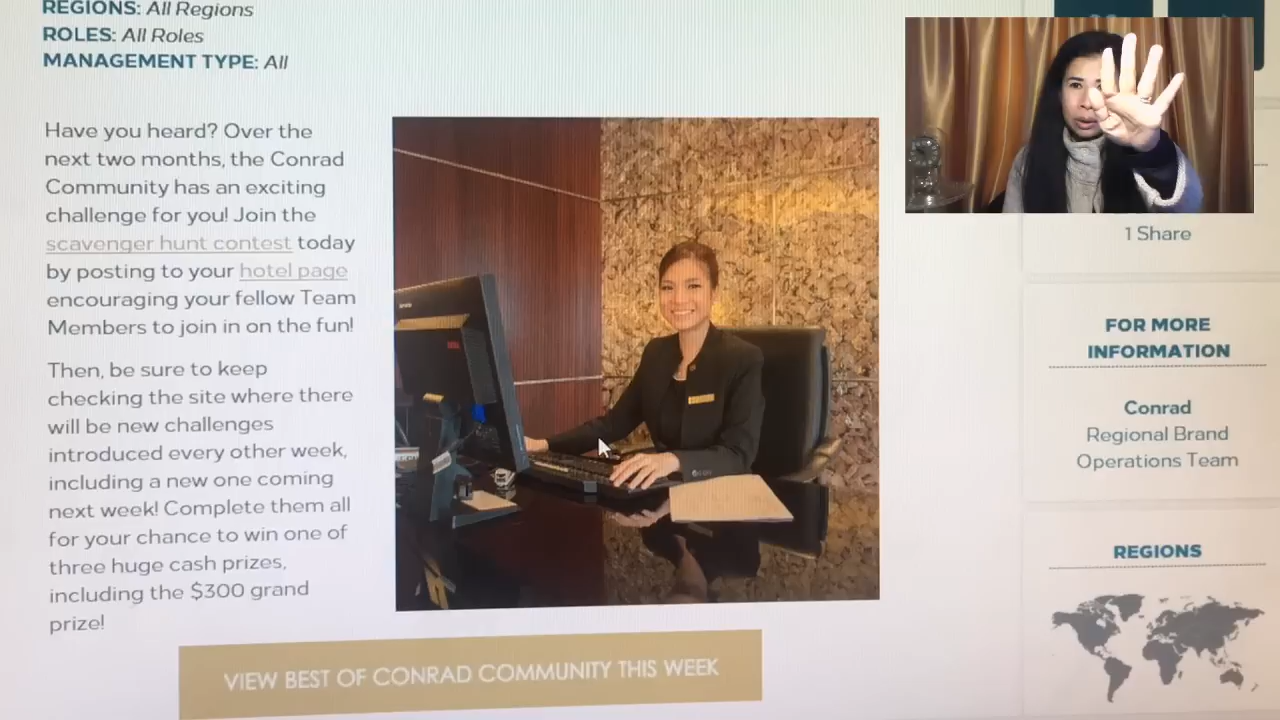 REGIONS: All Regions
ROLES: All Roles
MANAGEMENT TYPE: All
Have you heard? Over the
next two months, the Conrad
Community has an exciting
challenge for you! Join the
scavenger hunt contest today
by posting to your hotel page
encouraging your fellow Team
Members to join in on the fun!
Then, be sure to keep
checking the site where there
will be new challenges
introduced every other week,
including a new one coming
next week! Complete them all
for your chance to win one of
three huge cash prizes,
including the $300 grand
prize!
VIEW BEST OF CONRAD COMMUNITY THIS WEEK
1 Share
FOR MORE
INFORMATION
Conrad
Regional Brand
Operations Team
REGIONS